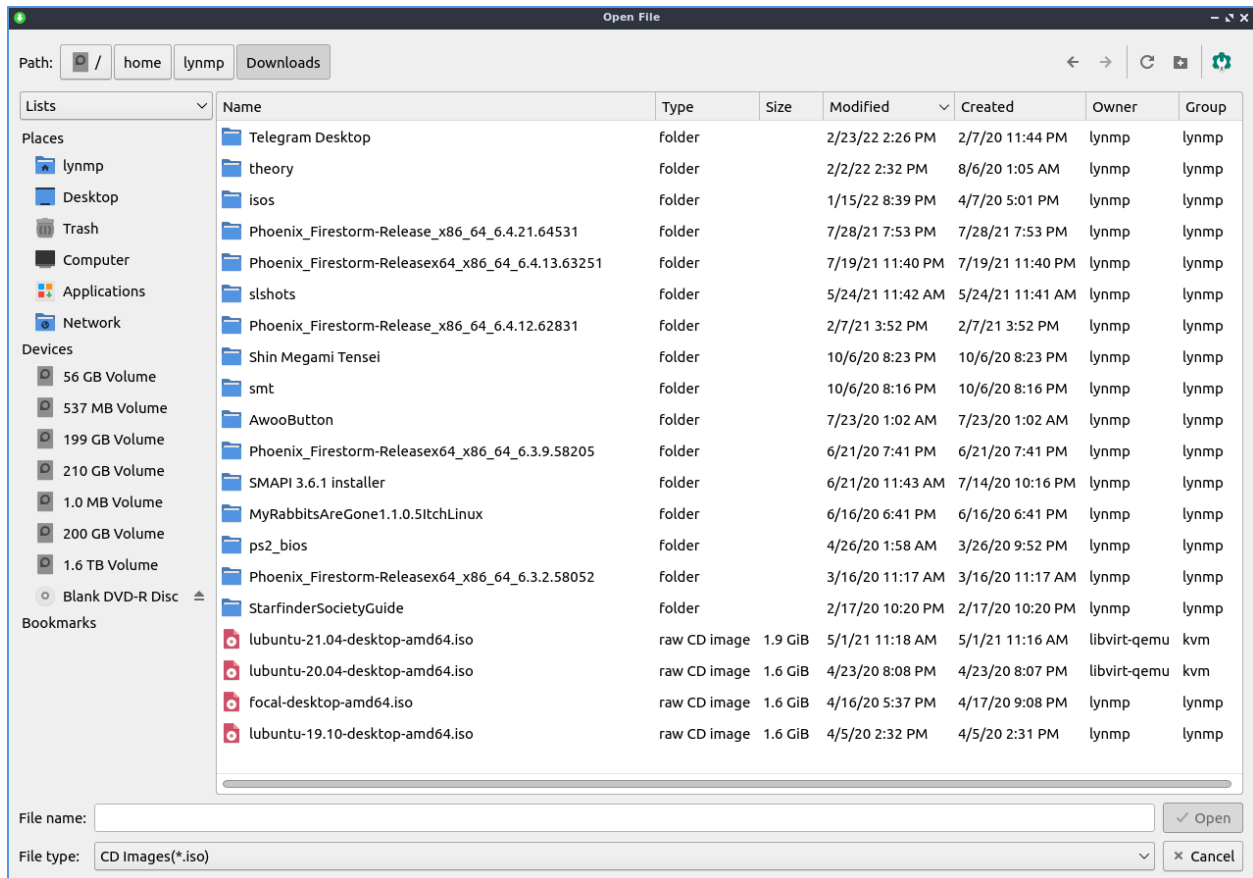 Open File
Path: / home lynmp Downloads
Lists Name Type Size Modified Created Owner Group
Places
lynmp
Desktop
Trash
Computer
Applications
Network
Devices
56 GB Volume
537 MB Volume
199 GB Volume
210 GB Volume
1.0 MB Volume
200 GB Volume
1.6 TB Volume
Blank DVD-R Disc
Bookmarks
Telegram Desktop folder 2/23/22 2:26 PM 2/7/20 11:44 PM lynmp lynmp
theory folder 2/2/22 2:32 PM 8/6/20 1:05 AM lynmp lynmp
isos folder 1/15/22 8:39 PM 4/7/20 5:01 PM lynmp lynmp
Phoenix_Firestorm-Release_x86_64_6.4.21.64531 folder 7/28/21 7:53 PM 7/28/21 7:53 PM lynmp lynmp
Phoenix_Firestorm-Releasex64_x86_64_6.4.13.63251 folder 7/19/21 11:40 PM 7/19/21 11:40 PM lynmp lynmp
slshots folder 5/24/21 11:42 AM 5/24/21 11:41 AM lynmp lynmp
Phoenix_Firestorm-Release_x86_64_6.4.12.62831 folder 2/7/21 3:52 PM 2/7/21 3:52 PM lynmp lynmp
Shin Megami Tensei folder 10/6/20 8:23 PM 10/6/20 8:23 PM lynmp lynmp
smt folder 10/6/20 8:16 PM 10/6/20 8:16 PM lynmp lynmp
AwooButton folder 7/23/20 1:02 AM 7/23/20 1:02 AM lynmp lynmp
Phoenix_Firestorm-Releasex64_x86_64_6.3.9.58205 folder 6/21/20 7:41 PM 6/21/20 7:41 PM lynmp lynmp
SMAPI 3.6.1 installer folder 6/21/20 11:43 AM 7/14/20 10:16 PM lynmp lynmp
MyRabbitsAreGone1.1.0.5ItchLinux folder 6/16/20 6:41 PM 6/16/20 6:41 PM lynmp lynmp
ps2_bios folder 4/26/20 1:58 AM 3/26/20 9:52 PM lynmp lynmp
Phoenix_Firestorm-Releasex64_x86_64_6.3.2.58052 folder 3/16/20 11:17 AM 3/16/20 11:17 AM lynmp lynmp
StarfinderSocietyGuide folder 2/17/20 10:20 PM 2/17/20 10:20 PM lynmp lynmp
lubuntu-21.04-desktop-amd64.iso raw CD image 1.9 GiB 5/1/21 11:18 AM 5/1/21 11:16 AM libvirt-qemu kvm
lubuntu-20.04-desktop-amd64.iso raw CD image 1.6 GiB 4/23/20 8:08 PM 4/23/20 8:07 PM libvirt-qemu kvm
focal-desktop-amd64.iso raw CD image 1.6 GiB 4/16/20 5:37 PM 4/17/20 9:08 PM lynmp lynmp
lubuntu-19.10-desktop-amd64.iso raw CD image 1.6 GiB 4/5/20 2:32 PM 4/5/20 2:31 PM lynmp lynmp
File name: Open
File type: CD Images(*.iso) Cancel